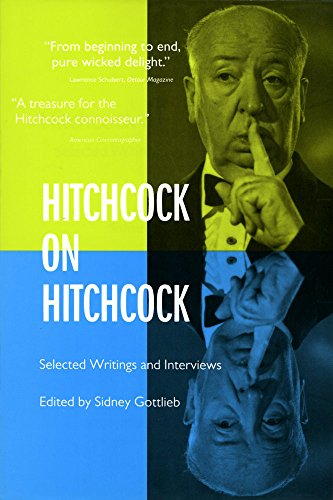 “From beginning to end,
pure wicked delight.”
Lawrence Schubert, Detour Magazine
“A treasure for the
Hitchcock connoisseur.”
American Cinematographer
HITCHCOCK
ON
HITCHCOCK
Selected Writings and Interviews
Edited by Sidney Gottlieb